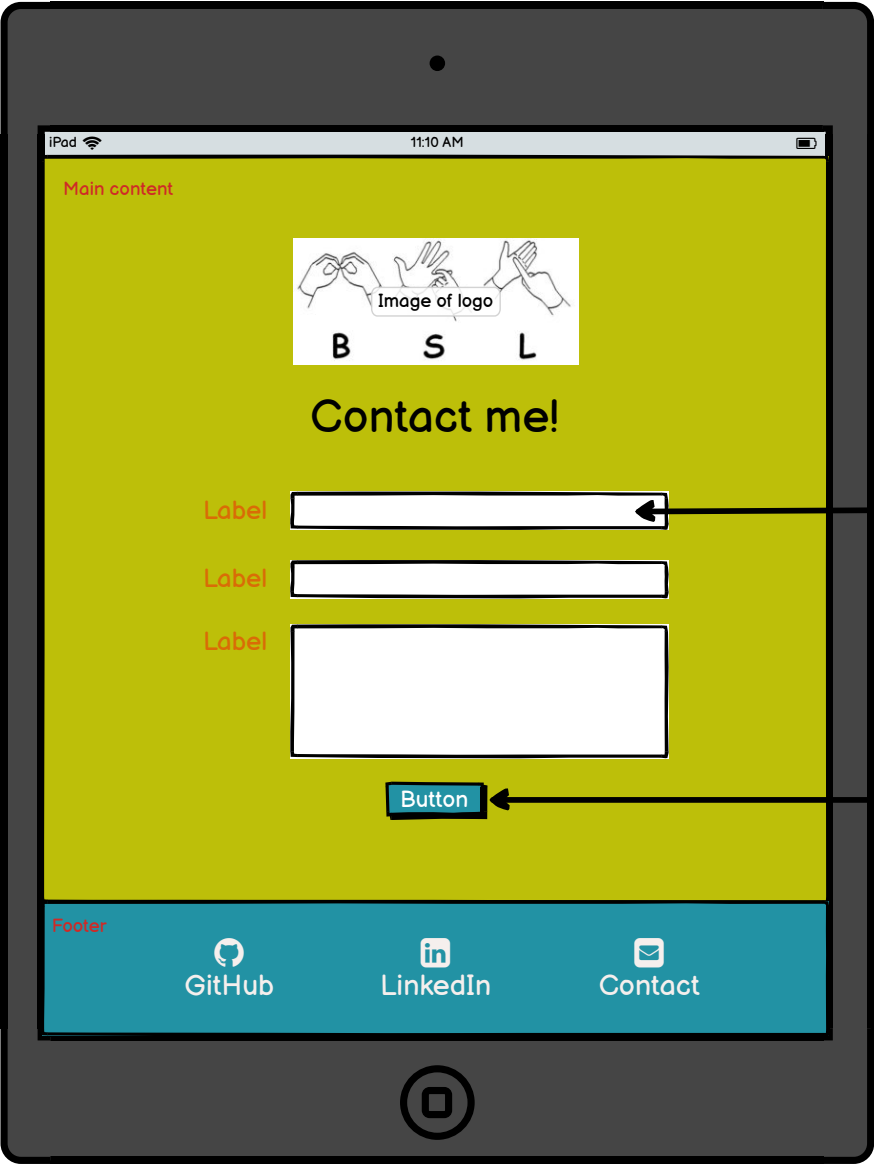 iPad 11:10 AM
Main content
Image of logo
B S L
Contact me!
Label
Label
Label
Button
Footer
GitHub LinkedIn Contact